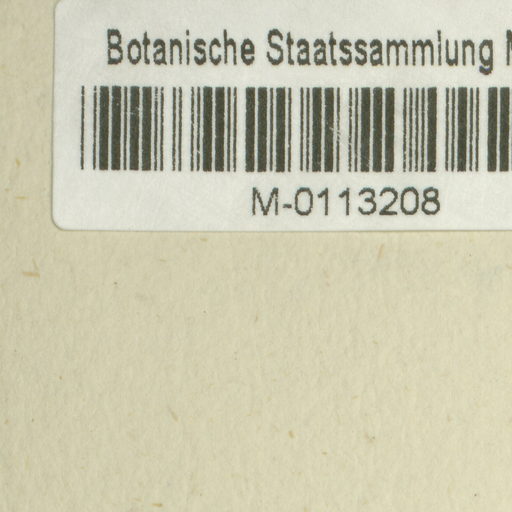 Botanische Staatssammlung
M-0113208